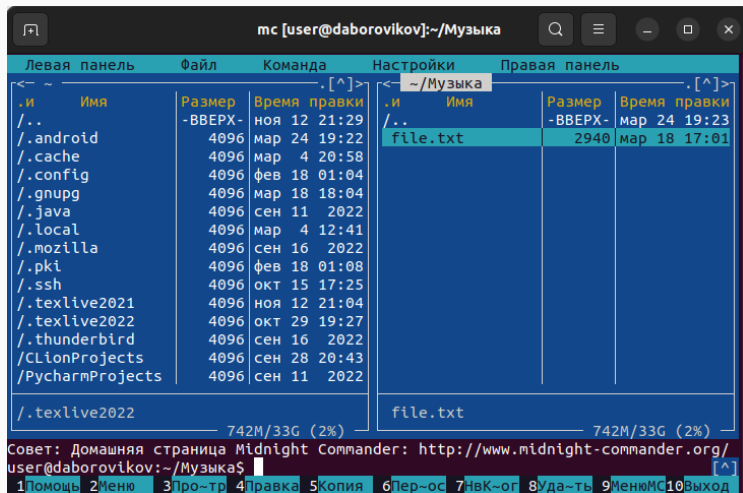 mc [user@daborovikov]:~/Музыка
Левая панель Файл Команда Настройки Правая панель
<— ~ .[^]> <— ~/Музыка .[^]>
.и Имя Размер Время правки .и Имя Размер Время правки
/.. -ВВЕРХ- ноя 12 21:29 /.. -ВВЕРХ- мар 24 19:23
/.android 4096 мар 24 19:22 file.txt 2940 мар 18 17:01
/.cache 4096 мар 4 20:58
/.config 4096 фев 18 01:04
/.gnupg 4096 мар 18 18:04
/.java 4096 сен 11 2022
/.local 4096 мар 4 12:41
/.mozilla 4096 сен 16 2022
/.pki 4096 фев 18 01:08
/.ssh 4096 окт 15 17:25
/.texlive2021 4096 ноя 12 21:04
/.texlive2022 4096 окт 29 19:27
/.thunderbird 4096 сен 16 2022
/CLionProjects 4096 сен 28 20:43
/PycharmProjects 4096 сен 11 2022
/.texlive2022 file.txt
742M/33G (2%) 742M/33G (2%)
Совет: Домашняя страница Midnight Commander: http://www.midnight-commander.org/
user@daborovikov:~/Музыка$ [^]
1Помощь 2Меню 3Про~тр 4Правка 5Копия 6Пер~ос 7НвК~ог 8Уда~ть 9МенюМС 10Выход